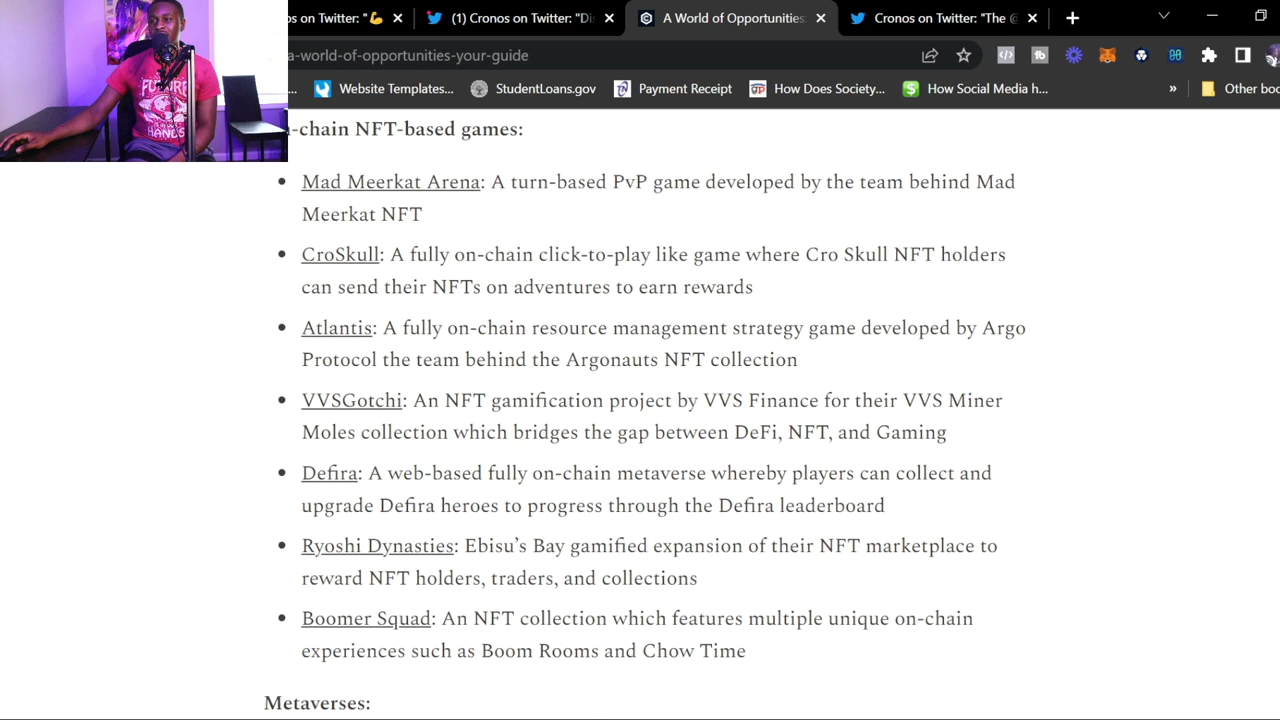 os on Twitter: "💪
(1) Cronos on Twitter: "Dis
A World of Opportunities:
Cronos on Twitter: "The @
a-world-of-opportunities-your-guide
Website Templates...
StudentLoans.gov
Payment Receipt
How Does Society...
How Social Media h...
»
Other boo
FUTURE
HANDS
-chain NFT-based games:
• Mad Meerkat Arena: A turn-based PvP game developed by the team behind Mad
Meerkat NFT
• CroSkull: A fully on-chain click-to-play like game where Cro Skull NFT holders
can send their NFTs on adventures to earn rewards
• Atlantis: A fully on-chain resource management strategy game developed by Argo
Protocol the team behind the Argonauts NFT collection
• VVSGotchi: An NFT gamification project by VVS Finance for their VVS Miner
Moles collection which bridges the gap between DeFi, NFT, and Gaming
• Defira: A web-based fully on-chain metaverse whereby players can collect and
upgrade Defira heroes to progress through the Defira leaderboard
• Ryoshi Dynasties: Ebisu’s Bay gamified expansion of their NFT marketplace to
reward NFT holders, traders, and collections
• Boomer Squad: An NFT collection which features multiple unique on-chain
experiences such as Boom Rooms and Chow Time
Metaverses: